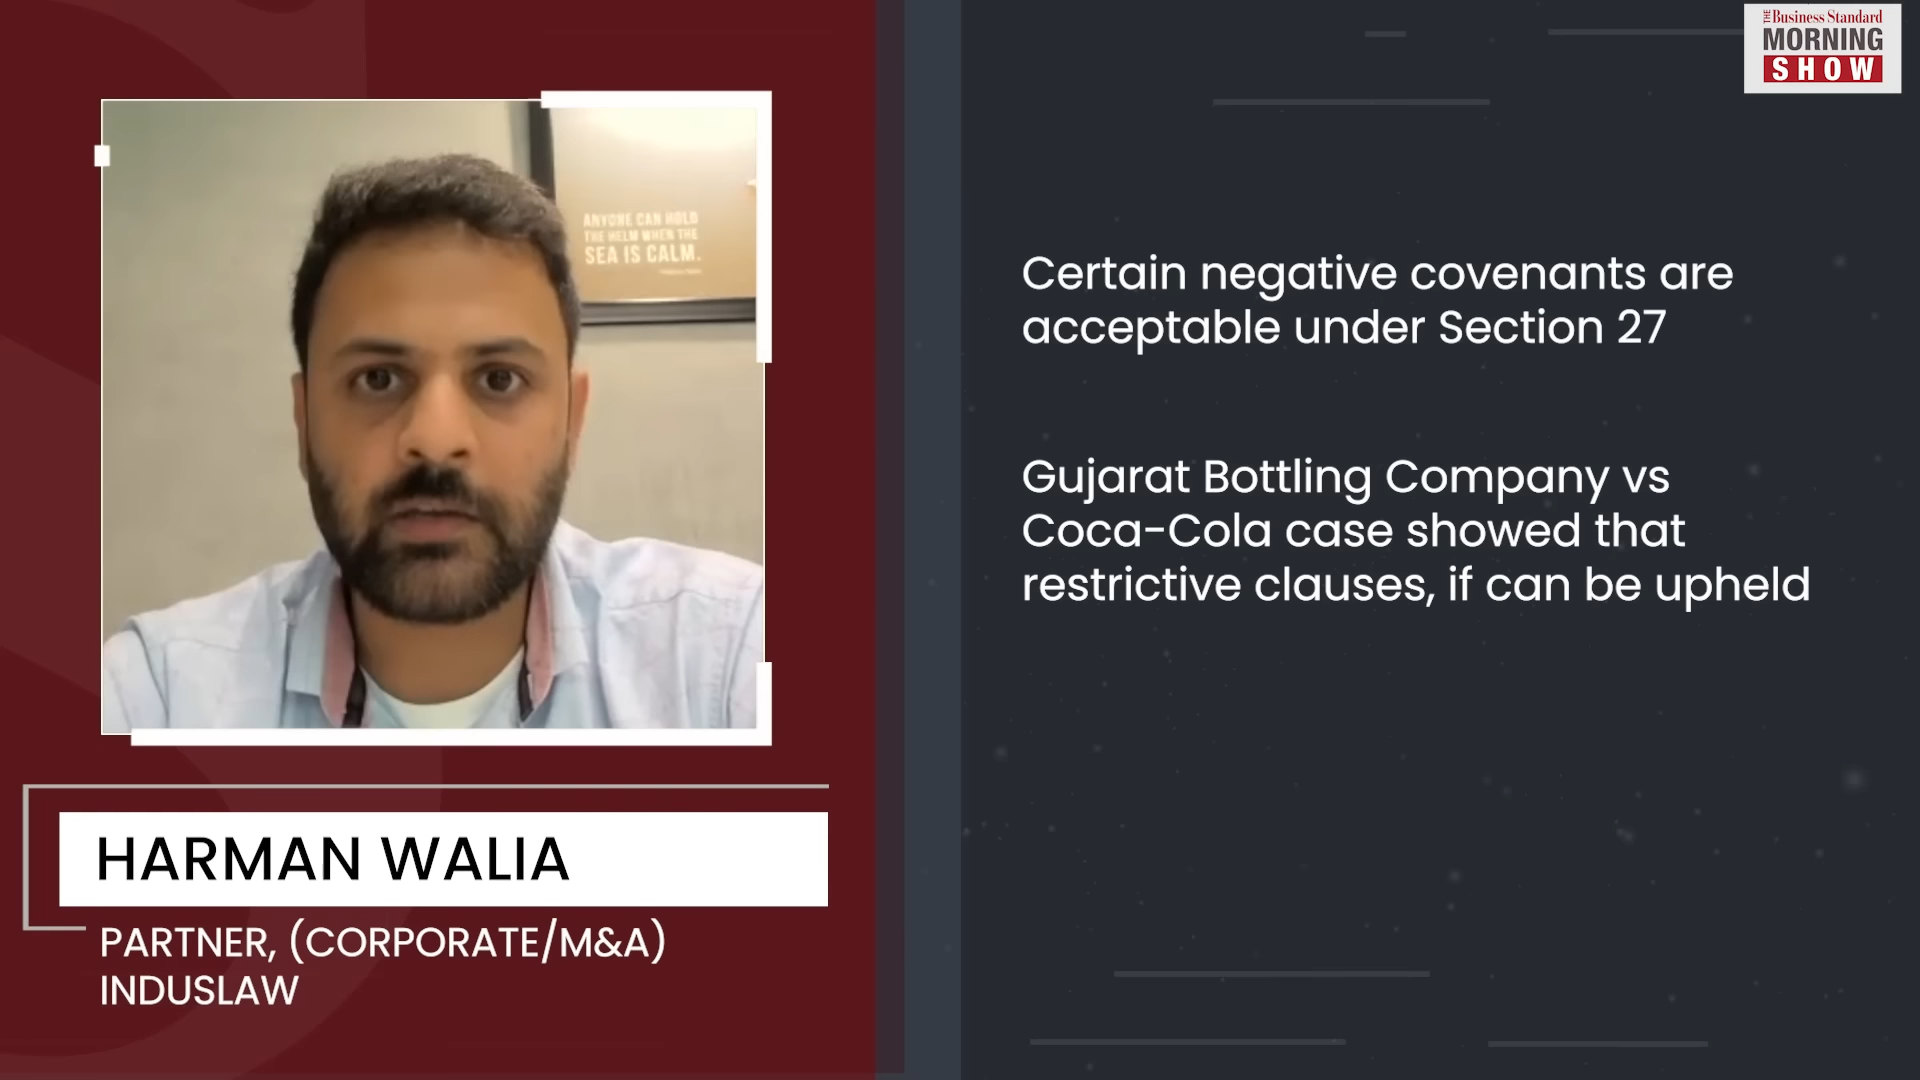 THE Business Standard
MORNING
SHOW
ANYONE CAN HOLD
THE HELM WHEN THE
SEA IS CALM.
Certain negative covenants are
acceptable under Section 27
Gujarat Bottling Company vs
Coca-Cola case showed that
restrictive clauses, if can be upheld
HARMAN WALIA
PARTNER, (CORPORATE/M&A)
INDUSLAW